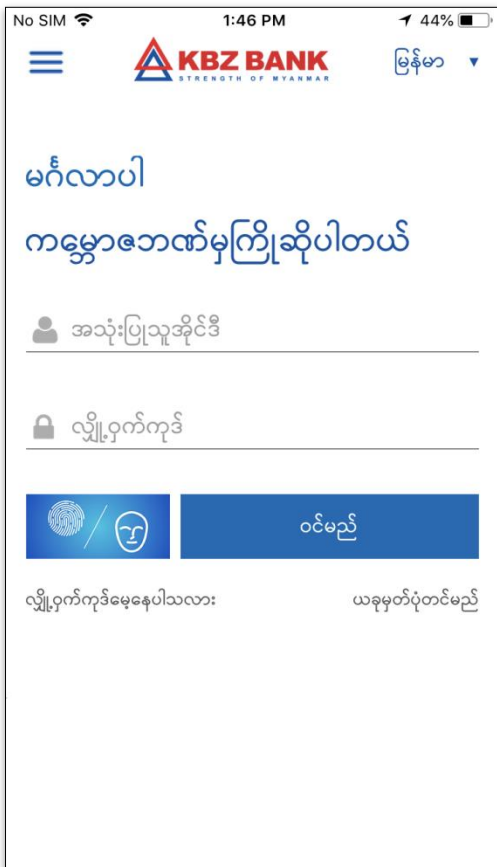 No SIM 1:46 PM 44%
KBZ BANK မြန်မာ
STRENGTH OF MYANMAR
မင်္ဂလာပါ
ကမ္ဘောဇဘဏ်မှကြိုဆိုပါတယ်
အသုံးပြုသူအိုင်ဒီ
လျှို့ဝှက်ကုဒ်
ဝင်မည်
လျှို့ဝှက်ကုဒ်မေ့နေပါသလား ယခုမှတ်ပုံတင်မည်